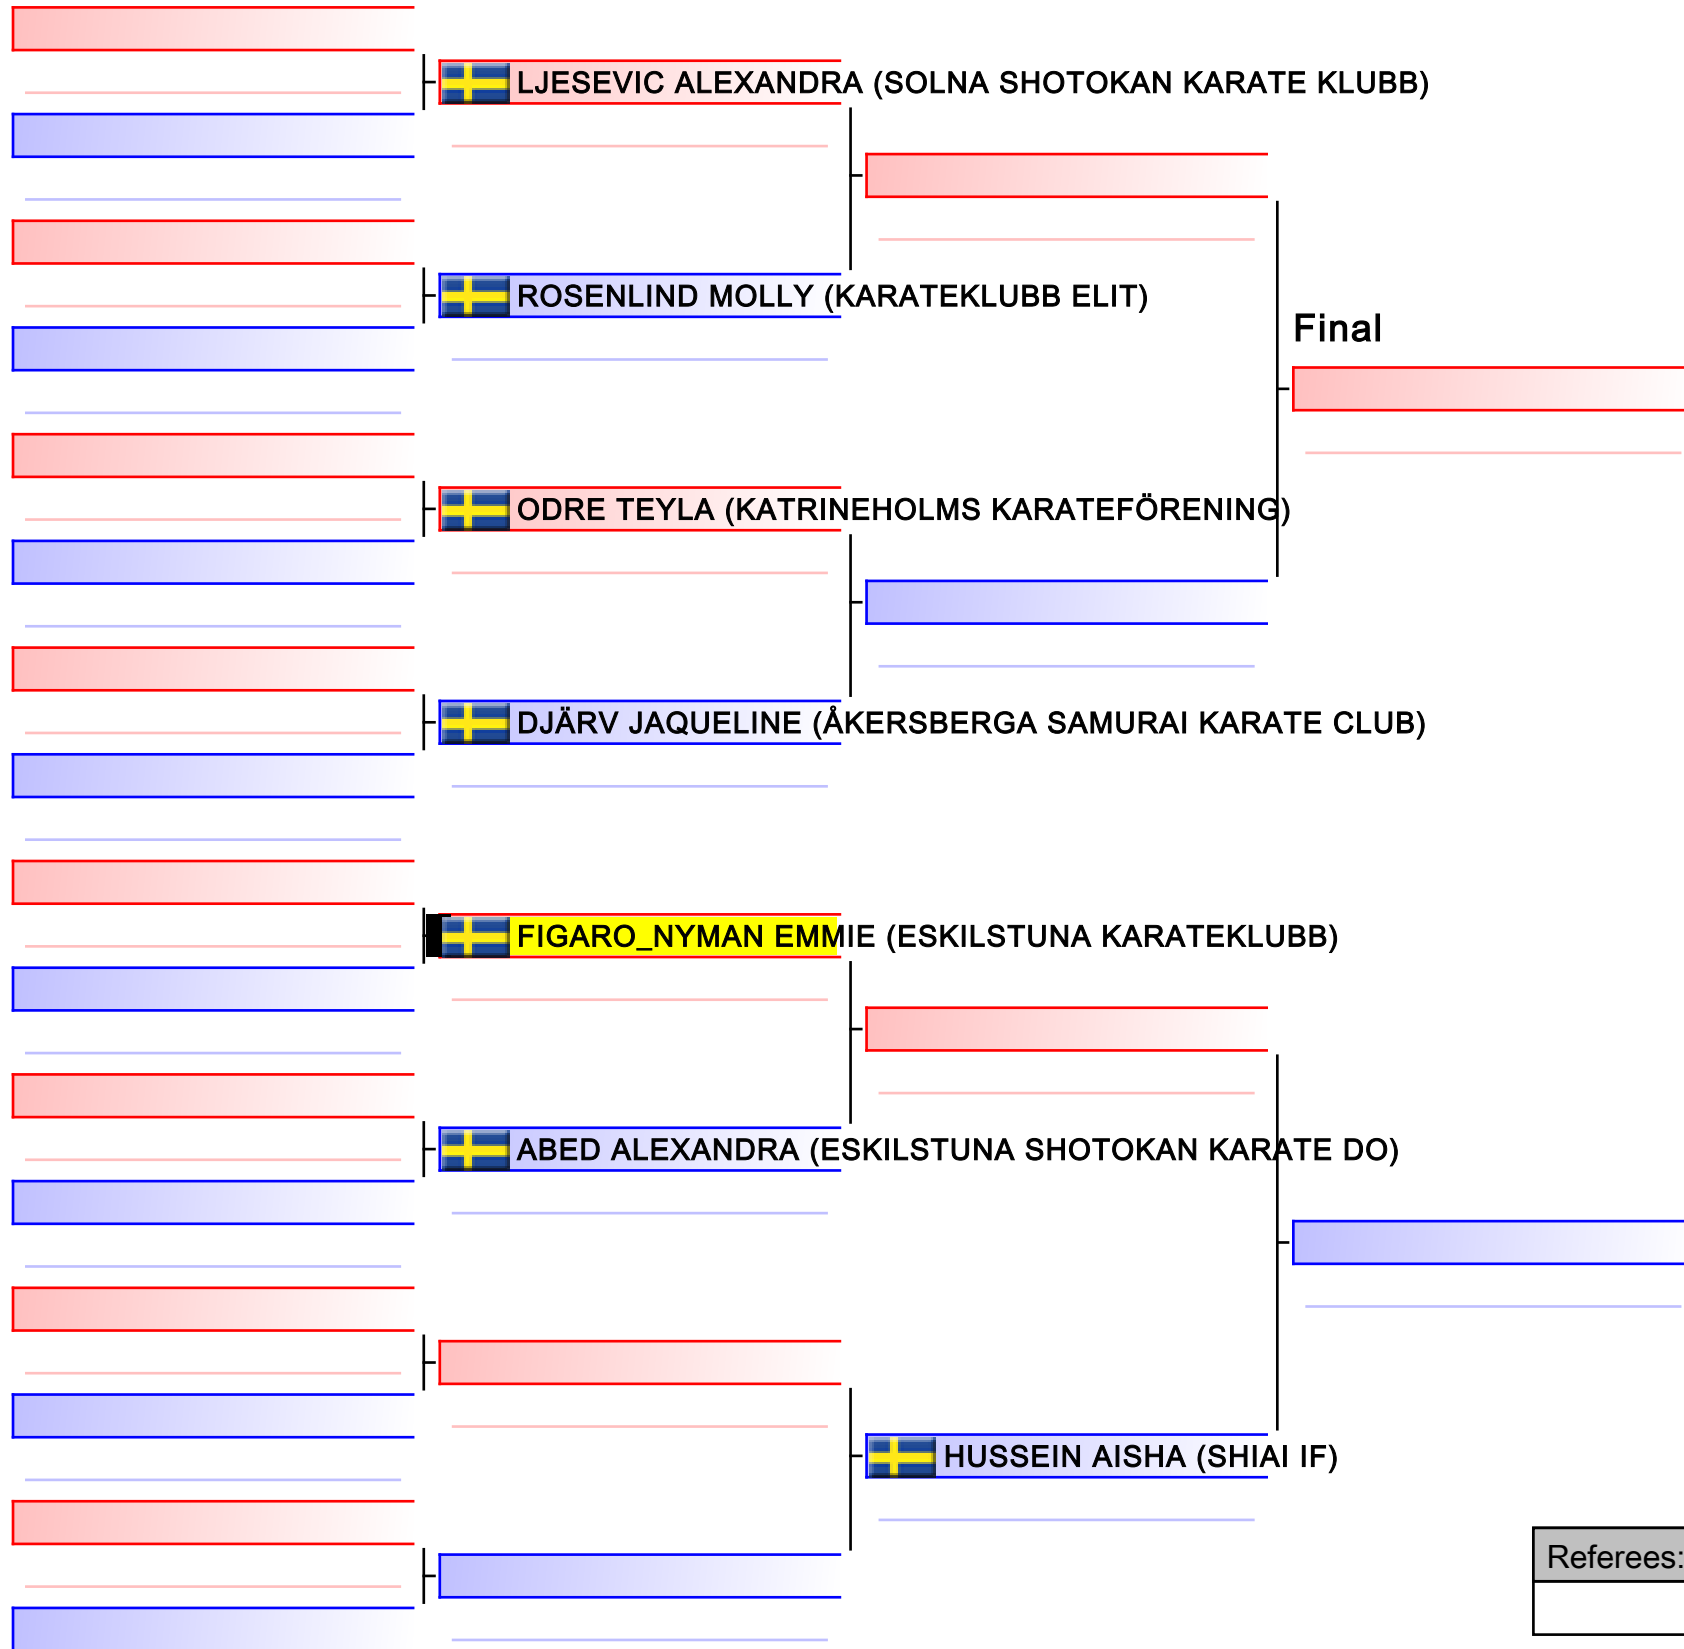 LJESEVIC ALEXANDRA (SOLNA SHOTOKAN KARATE KLUBB)
ROSENLIND MOLLY (KARATEKLUBB ELIT)
Final
ODRE TEYLA (KATRINEHOLMS KARATEFÖRENING)
DJÄRV JAQUELINE (ÅKERSBERGA SAMURAI KARATE CLUB)
FIGARO_NYMAN EMMIE (ESKILSTUNA KARATEKLUBB)
ABED ALEXANDRA (ESKILSTUNA SHOTOKAN KARATE DO)
HUSSEIN AISHA (SHIAI IF)
Referees: